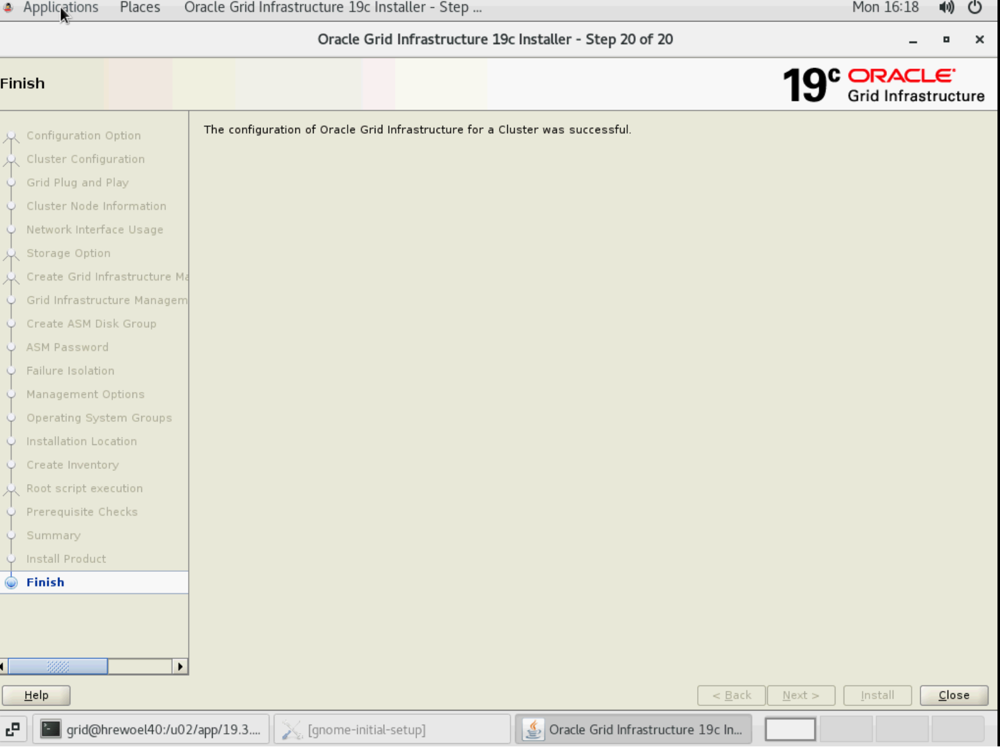 Applications Places Oracle Grid Infrastructure 19c Installer - Step ... Mon 16:18
Oracle Grid Infrastructure 19c Installer - Step 20 of 20
Finish
19c ORACLE
Grid Infrastructure
Configuration Option
Cluster Configuration
Grid Plug and Play
Cluster Node Information
Network Interface Usage
Storage Option
Create Grid Infrastructure Ma
Grid Infrastructure Managem
Create ASM Disk Group
ASM Password
Failure Isolation
Management Options
Operating System Groups
Installation Location
Create Inventory
Root script execution
Prerequisite Checks
Summary
Install Product
Finish
The configuration of Oracle Grid Infrastructure for a Cluster was successful.
Help < Back Next > Install Close
grid@hrewoel40:/u02/app/19.3.... [gnome-initial-setup] Oracle Grid Infrastructure 19c In...